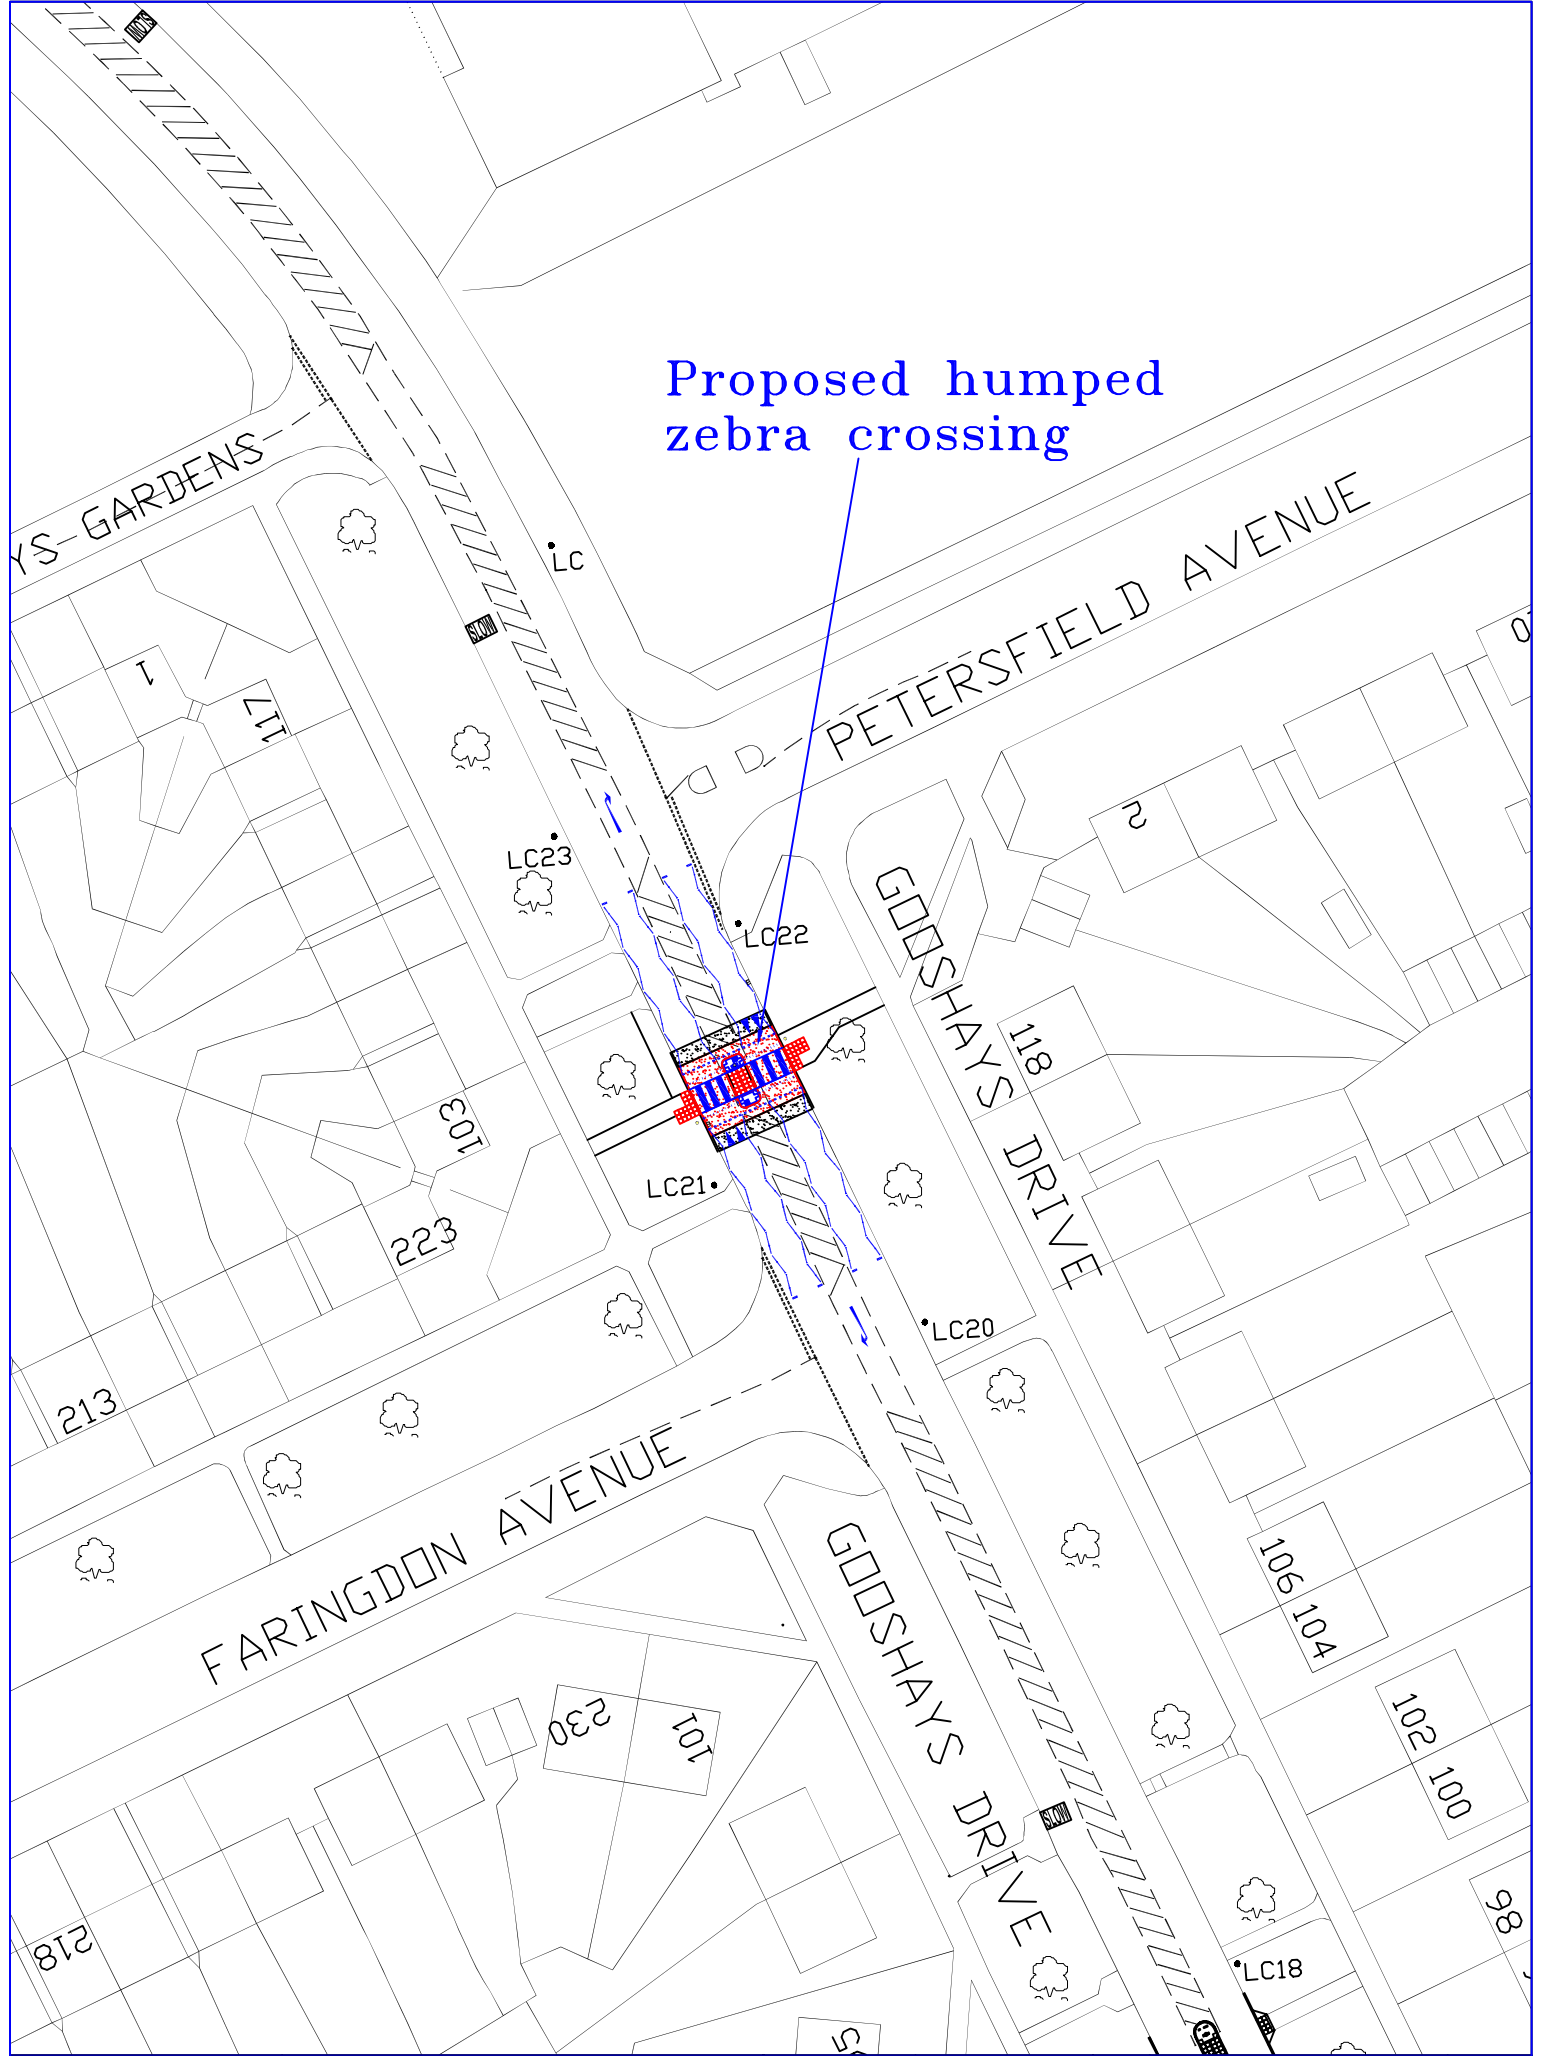 SLOW
Proposed humped
zebra crossing
YS GARDENS
LC
PETERSFIELD AVENUE
SLOW
1
117
2
LC23
LC22
GOOSHAYS DRIVE
118
103
LC21
223
LC20
213
FARINGDON AVENUE
GOOSHAYS DRIVE
106
104
230
101
102
100
SLOW
98
218
LC18